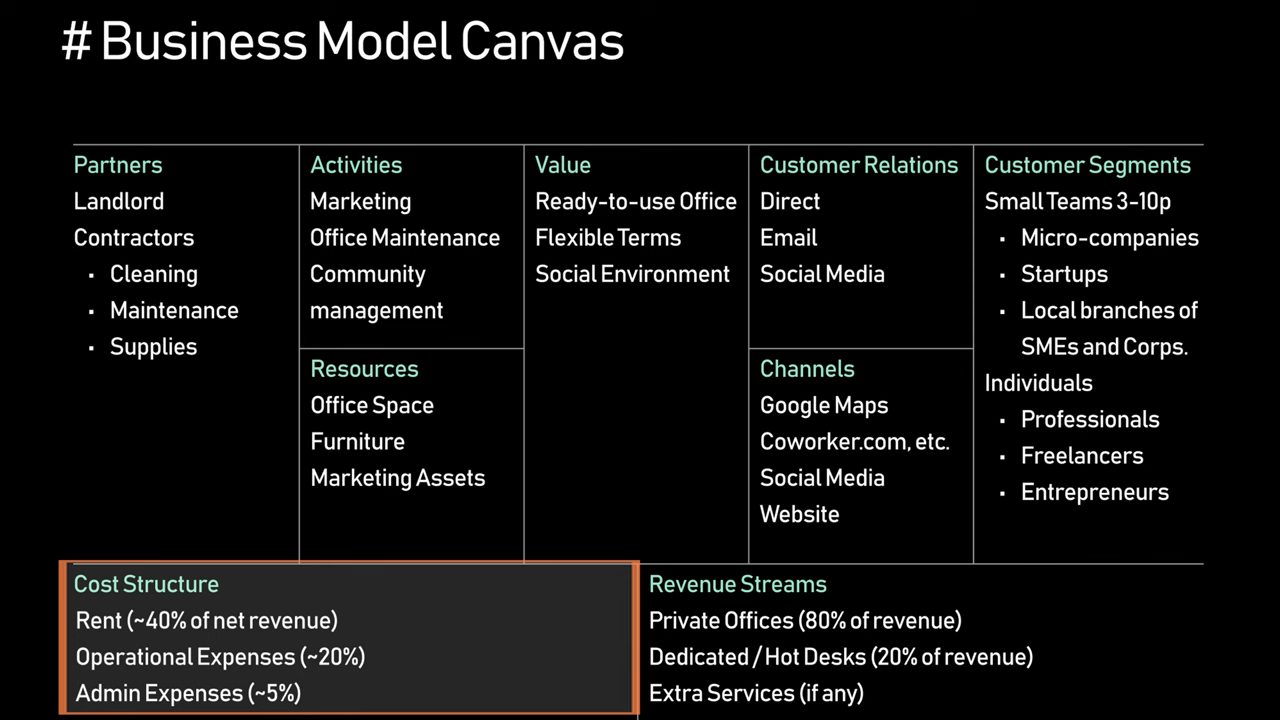 # Business Model Canvas
Partners
Landlord
Contractors
▪ Cleaning
▪ Maintenance
▪ Supplies
Activities
Marketing
Office Maintenance
Community
management
Resources
Office Space
Furniture
Marketing Assets
Value
Ready-to-use Office
Flexible Terms
Social Environment
Customer Relations
Direct
Email
Social Media
Channels
Google Maps
Coworker.com, etc.
Social Media
Website
Customer Segments
Small Teams 3-10p
▪ Micro-companies
▪ Startups
▪ Local branches of
SMEs and Corps.
Individuals
▪ Professionals
▪ Freelancers
▪ Entrepreneurs
Cost Structure
Rent (~40% of net revenue)
Operational Expenses (~20%)
Admin Expenses (~5%)
Revenue Streams
Private Offices (80% of revenue)
Dedicated / Hot Desks (20% of revenue)
Extra Services (if any)